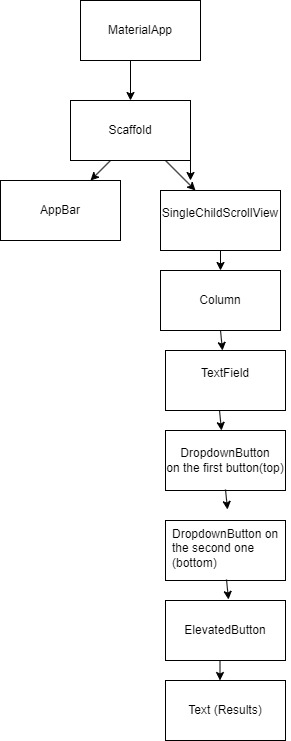 MaterialApp
Scaffold
AppBar
SingleChildScrollView
Column
TextField
DropdownButton
on the first button(top)
DropdownButton on
the second one
(bottom)
ElevatedButton
Text (Results)